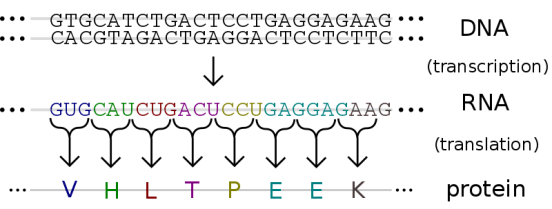 ••• GTGCATCTGACTCCTGAGGAGAAG •••
••• CACGTAGACTGAGGACTCCTCTTC •••
DNA
(transcription)
••• GUGCAUCUGACUCCUGAGGAGAAG •••
RNA
(translation)
••• V H L T P E E K •••
protein